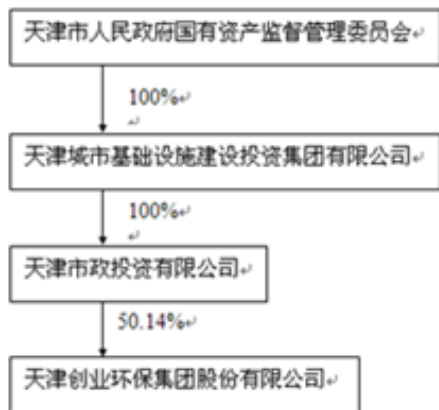 天津市人民政府国有资产监督管理委员会
100%
天津城市基础设施建设投资集团有限公司
100%
天津市政投资有限公司
50.14%
天津创业环保集团股份有限公司